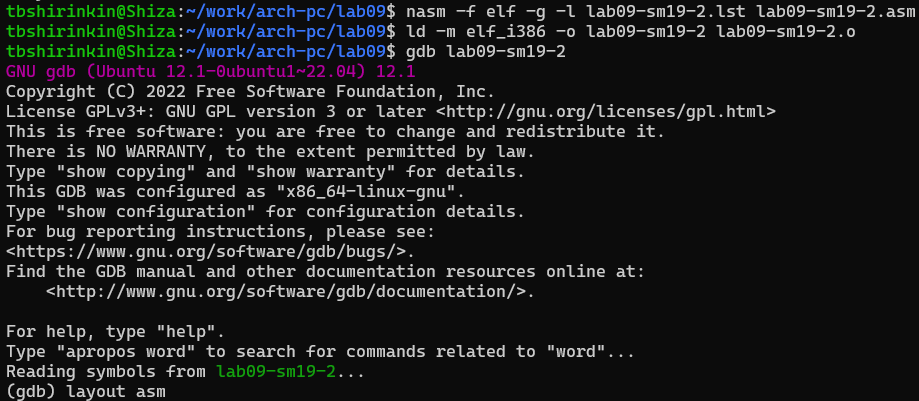 tbshirinkin@Shiza:~/work/arch-pc/lab09$ nasm -f elf -g -l lab09-sm19-2.lst lab09-sm19-2.asm
tbshirinkin@Shiza:~/work/arch-pc/lab09$ ld -m elf_i386 -o lab09-sm19-2 lab09-sm19-2.o
tbshirinkin@Shiza:~/work/arch-pc/lab09$ gdb lab09-sm19-2
GNU gdb (Ubuntu 12.1-0ubuntu1~22.04) 12.1
Copyright (C) 2022 Free Software Foundation, Inc.
License GPLv3+: GNU GPL version 3 or later <http://gnu.org/licenses/gpl.html>
This is free software: you are free to change and redistribute it.
There is NO WARRANTY, to the extent permitted by law.
Type "show copying" and "show warranty" for details.
This GDB was configured as "x86_64-linux-gnu".
Type "show configuration" for configuration details.
For bug reporting instructions, please see:
<https://www.gnu.org/software/gdb/bugs/>.
Find the GDB manual and other documentation resources online at:
    <http://www.gnu.org/software/gdb/documentation/>.

For help, type "help".
Type "apropos word" to search for commands related to "word"...
Reading symbols from lab09-sm19-2...
(gdb) layout asm